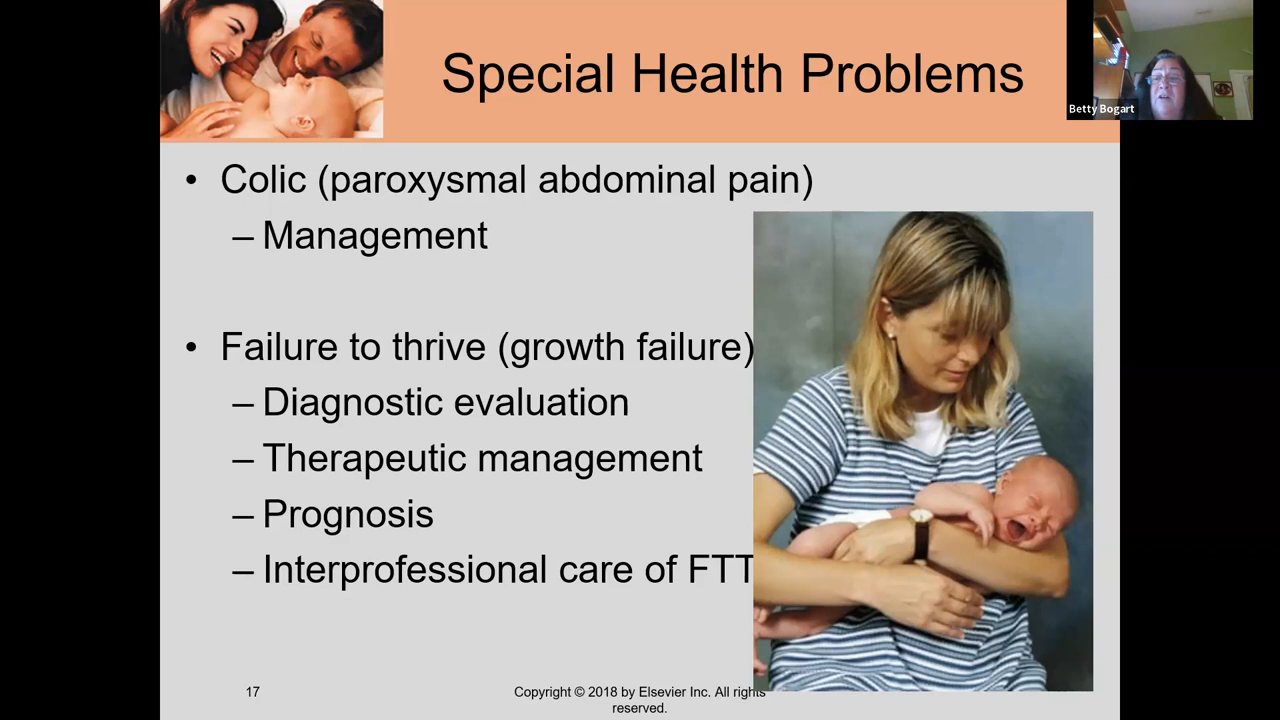 Special Health Problems
Betty Bogart
• Colic (paroxysmal abdominal pain)
– Management
• Failure to thrive (growth failure)
– Diagnostic evaluation
– Therapeutic management
– Prognosis
– Interprofessional care of FTT
17
Copyright © 2018 by Elsevier Inc. All rights
reserved.